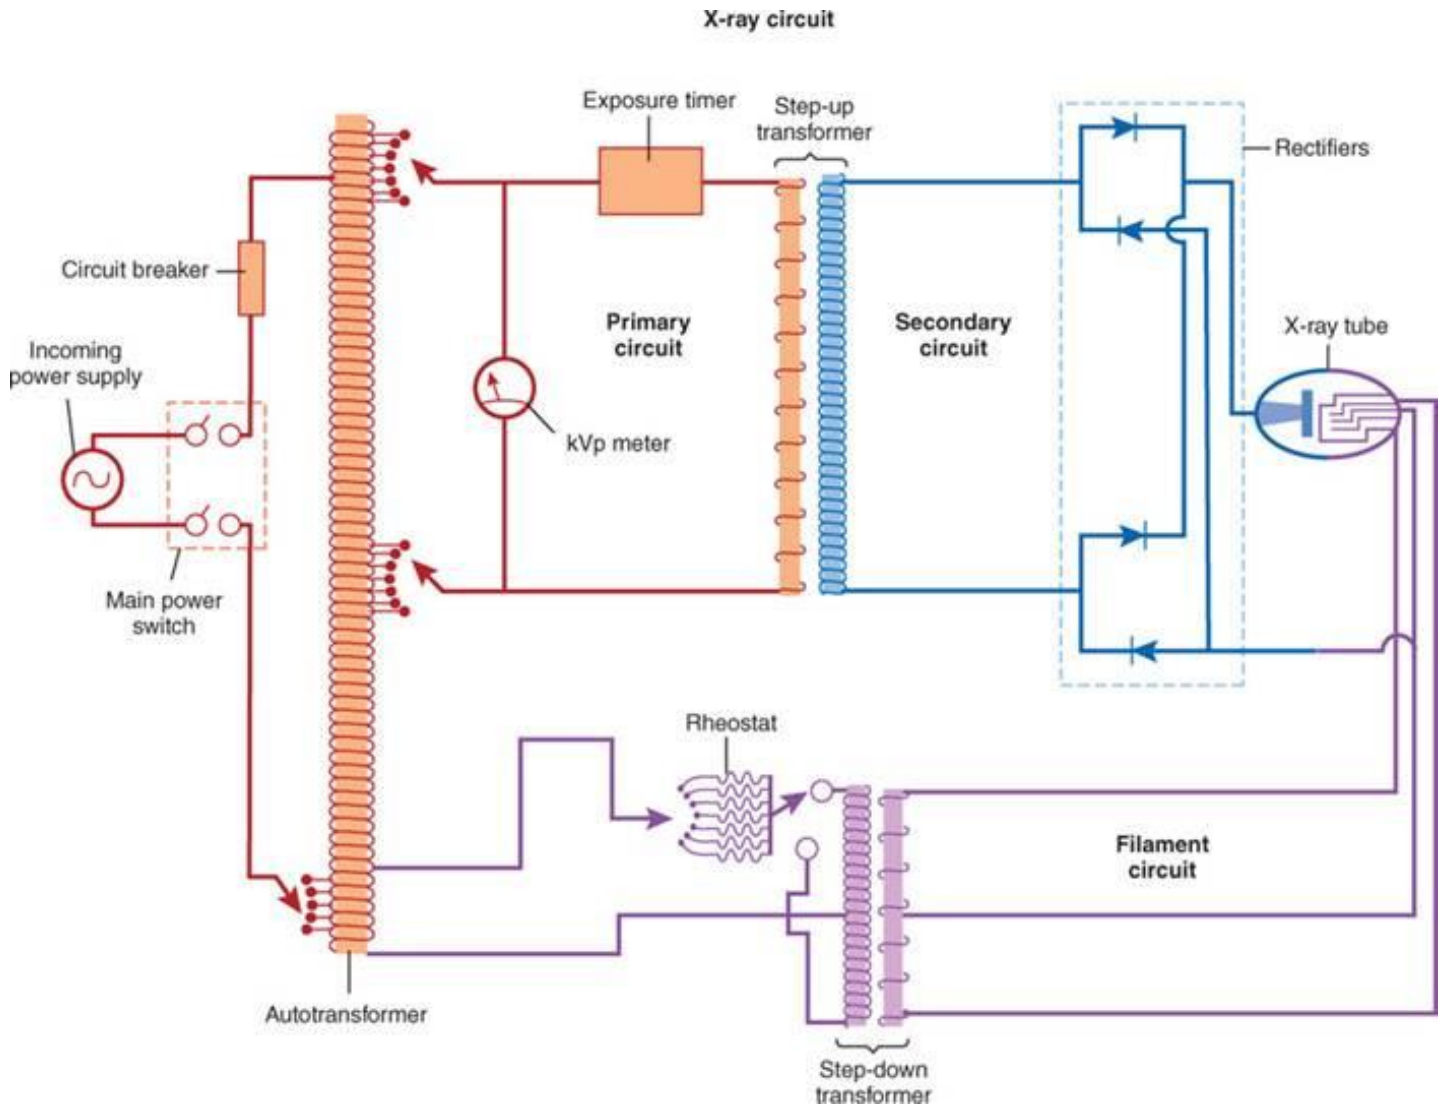 X-ray circuit
Exposure timer
Step-up
transformer
Rectifiers
Circuit breaker
Primary
circuit
Secondary
circuit
X-ray tube
Incoming
power supply
kVp meter
Main power
switch
Rheostat
Filament
circuit
Autotransformer
Step-down
transformer